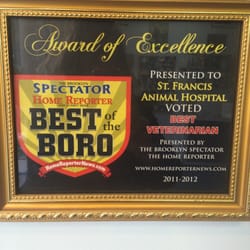 Award of Excellence
THE BROOKLYN
SPECTATOR
HOME REPORTER
BEST of the
BORO
HomeReporterNews.com
PRESENTED TO
ST. FRANCIS
ANIMAL HOSPITAL
VOTED
BEST
VETERINARIAN
PRESENTED BY
THE BROOKLYN SPECTATOR
THE HOME REPORTER
WWW.HOMEREPORTERNEWS.COM
2011-2012